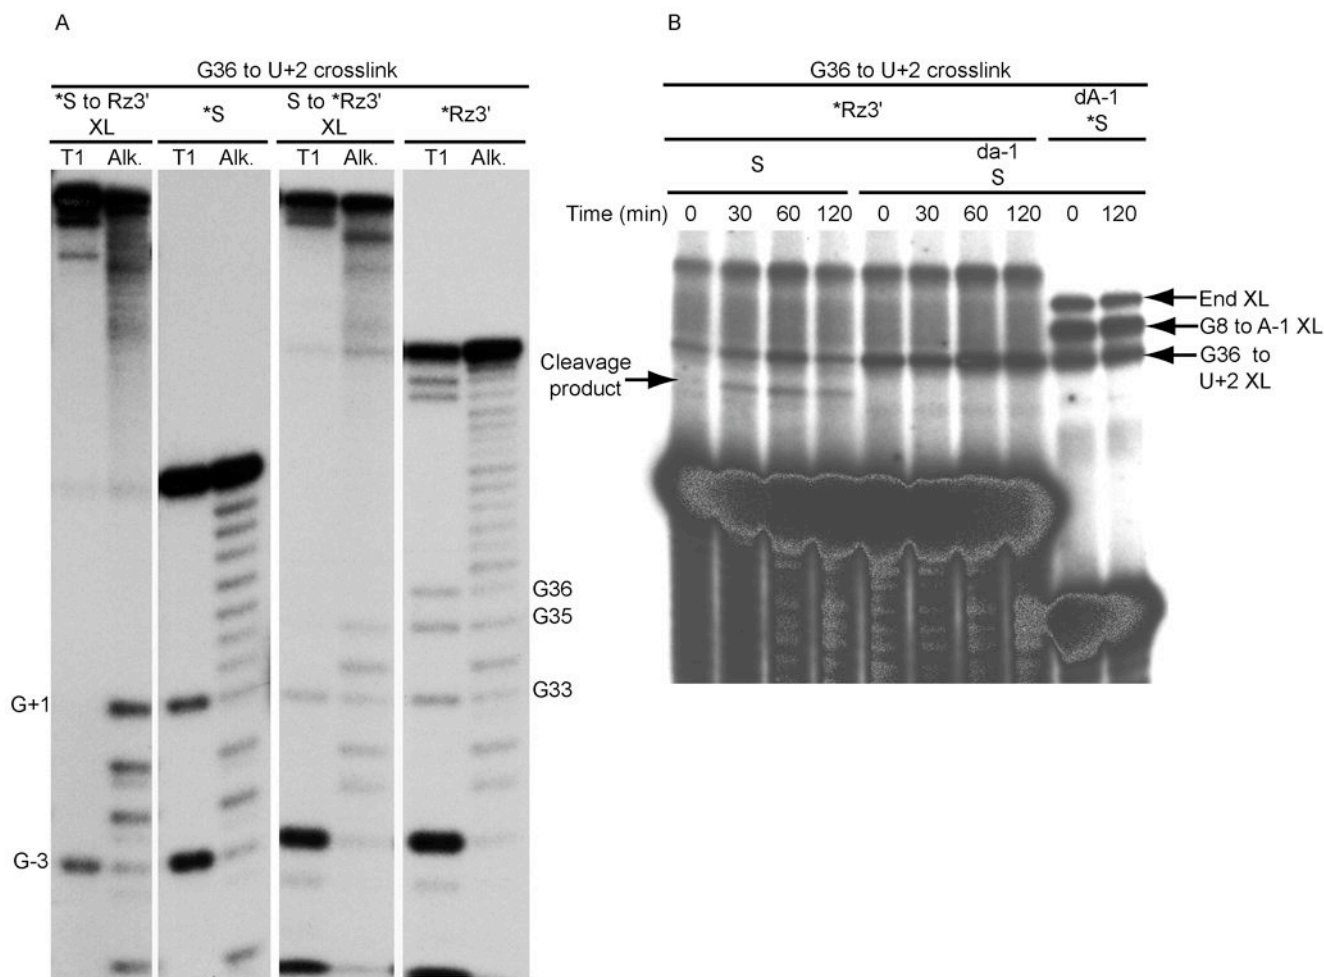 A
G36 to U+2 crosslink
*S to Rz3'
XL
*S
S to *Rz3'
XL
*Rz3'
T1 Alk. T1 Alk. T1 Alk. T1 Alk.
G36
G35
G33
G+1
G-3
B
G36 to U+2 crosslink
*Rz3'
dA-1
*S
S
da-1
S
Time (min) 0 30 60 120 0 30 60 120 0 120
End XL
G8 to A-1 XL
G36 to
U+2 XL
Cleavage
product